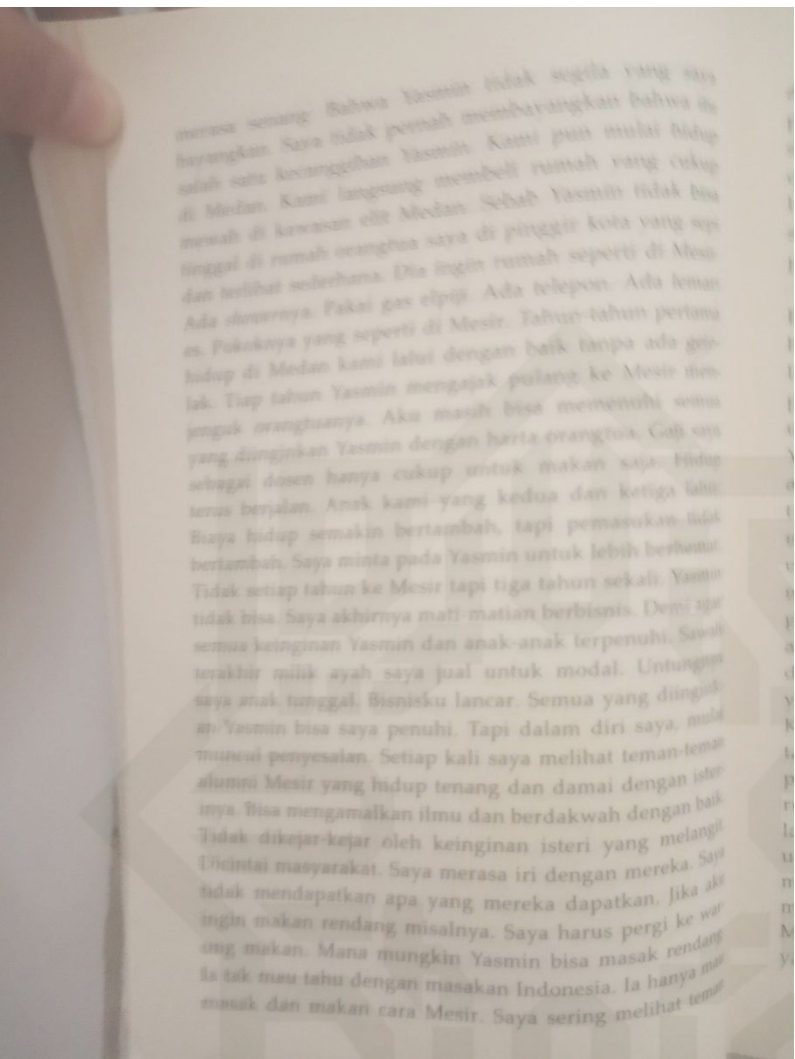 merasa senang. Bahwa Yasmin tidak segila yang saya
bayangkan. Saya tidak pernah membayangkan bahwa itu
salah satu kecanggihan Yasmin. Kami pun mulai hidup
di Medan. Kami langsung membeli rumah yang cukup
mewah di kawasan elit Medan. Sebab Yasmin tidak bisa
tinggal di rumah orangtua saya di pinggir kota yang sepi
dan terlihat sederhana. Dia ingin rumah seperti di Mesir.
Ada showernya. Pakai gas elpiji. Ada telepon. Ada lemari
es. Pokoknya yang seperti di Mesir. Tahun-tahun pertama
hidup di Medan kami lalui dengan baik tanpa ada gejo-
lak. Tiap tahun Yasmin mengajak pulang ke Mesir men-
jenguk orangtuanya. Aku masih bisa memenuhi semua
yang diinginkan Yasmin dengan harta orangtua. Gaji saya
sebagai dosen hanya cukup untuk makan saja. Hidup
terus berjalan. Anak kami yang kedua dan ketiga lahir.
Biaya hidup semakin bertambah, tapi pemasukan tidak
bertambah. Saya minta pada Yasmin untuk lebih berhemat.
Tidak setiap tahun ke Mesir tapi tiga tahun sekali. Yasmin
tidak bisa. Saya akhirnya mati-matian berbisnis. Demi agar
semua keinginan Yasmin dan anak-anak terpenuhi. Sawah
terakhir milik ayah saya jual untuk modal. Untungnya
saya anak tunggal. Bisnisku lancar. Semua yang diingink-
an Yasmin bisa saya penuhi. Tapi dalam diri saya, mulai
muncul penyesalan. Setiap kali saya melihat teman-teman
alumni Mesir yang hidup tenang dan damai dengan ister-
inya. Bisa mengamalkan ilmu dan berdakwah dengan baik.
Tidak dikejar-kejar oleh keinginan isteri yang melangit.
Dicintai masyarakat. Saya merasa iri dengan mereka. Saya
tidak mendapatkan apa yang mereka dapatkan. Jika aku
ingin makan rendang misalnya. Saya harus pergi ke war-
ong makan. Mana mungkin Yasmin bisa masak rendang.
Ia tak mau tahu dengan masakan Indonesia. Ia hanya mau
masak dan makan cara Mesir. Saya sering melihat teman